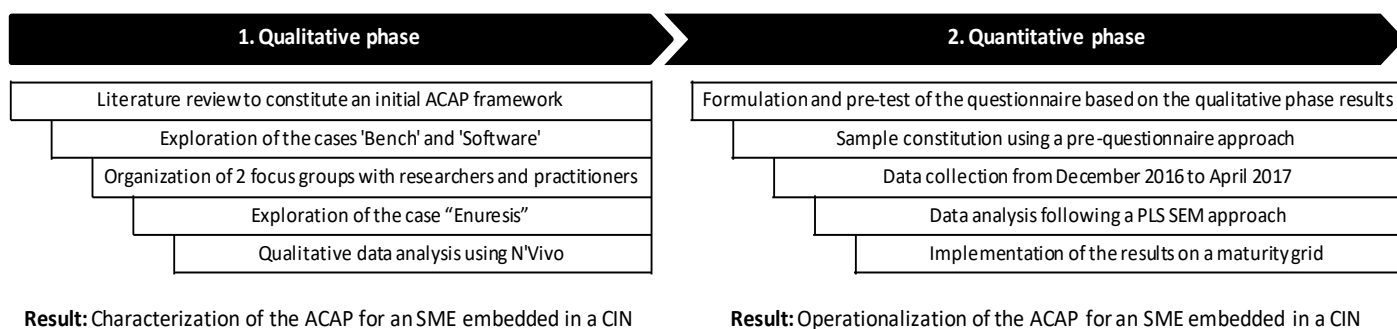 1. Qualitative phase
Literature review to constitute an initial ACAP framework
Exploration of the cases 'Bench' and 'Software'
Organization of 2 focus groups with researchers and practitioners
Exploration of the case “Enuresis”
Qualitative data analysis using N'Vivo
Result: Characterization of the ACAP for an SME embedded in a CIN
2. Quantitative phase
Formulation and pre-test of the questionnaire based on the qualitative phase results
Sample constitution using a pre-questionnaire approach
Data collection from December 2016 to April 2017
Data analysis following a PLS SEM approach
Implementation of the results on a maturity grid
Result: Operationalization of the ACAP for an SME embedded in a CIN